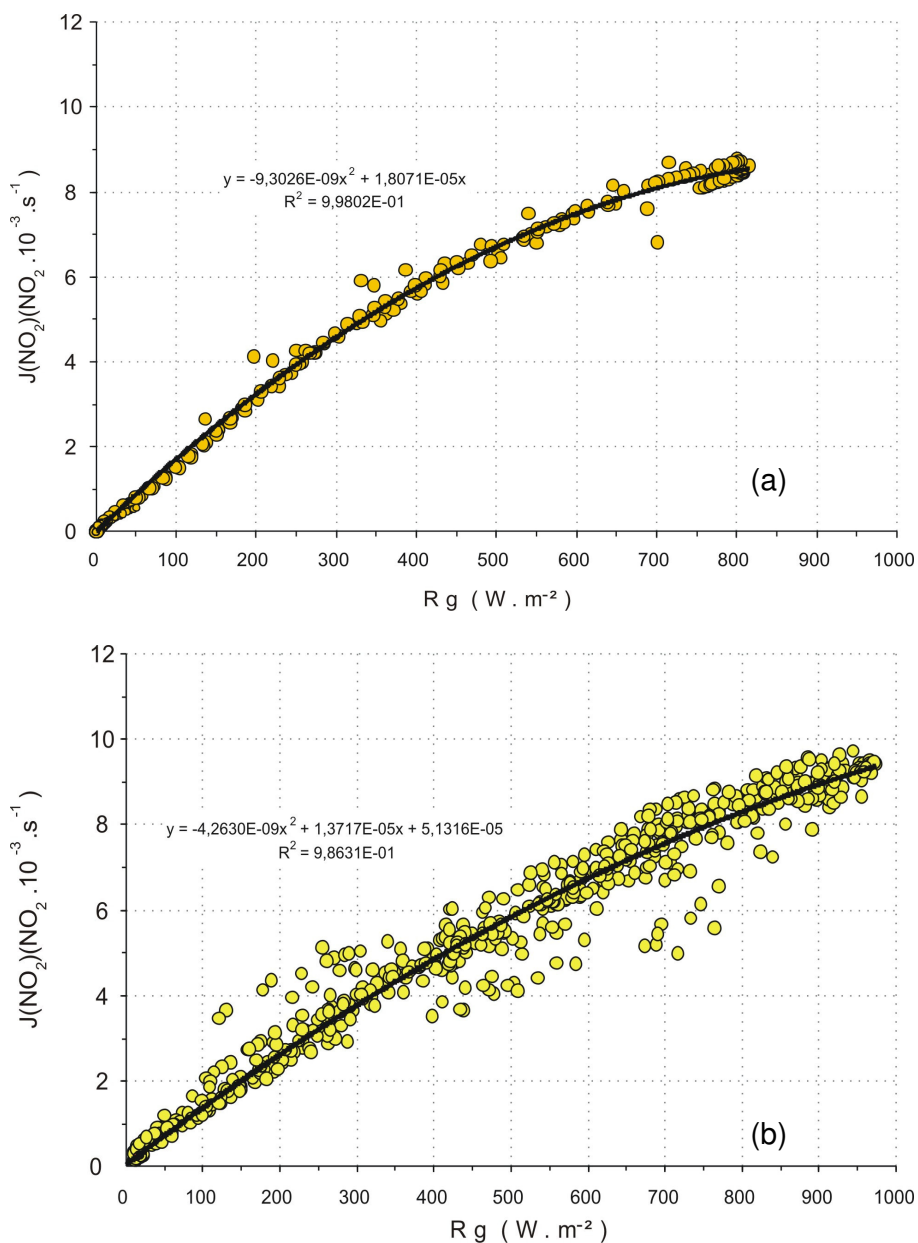 12
10
8
6
4
2
0
J(NO₂)(NO₂ .10⁻³.s⁻¹)
y = -9,3026E-09x² + 1,8071E-05x
R² = 9,9802E-01
(a)
0 100 200 300 400 500 600 700 800 900 1000
R g ( W . m⁻² )
12
10
8
6
4
2
0
J(NO₂)(NO₂ .10⁻³.s⁻¹)
y = -4,2630E-09x² + 1,3717E-05x + 5,1316E-05
R² = 9,8631E-01
(b)
0 100 200 300 400 500 600 700 800 900 1000
R g ( W . m⁻² )